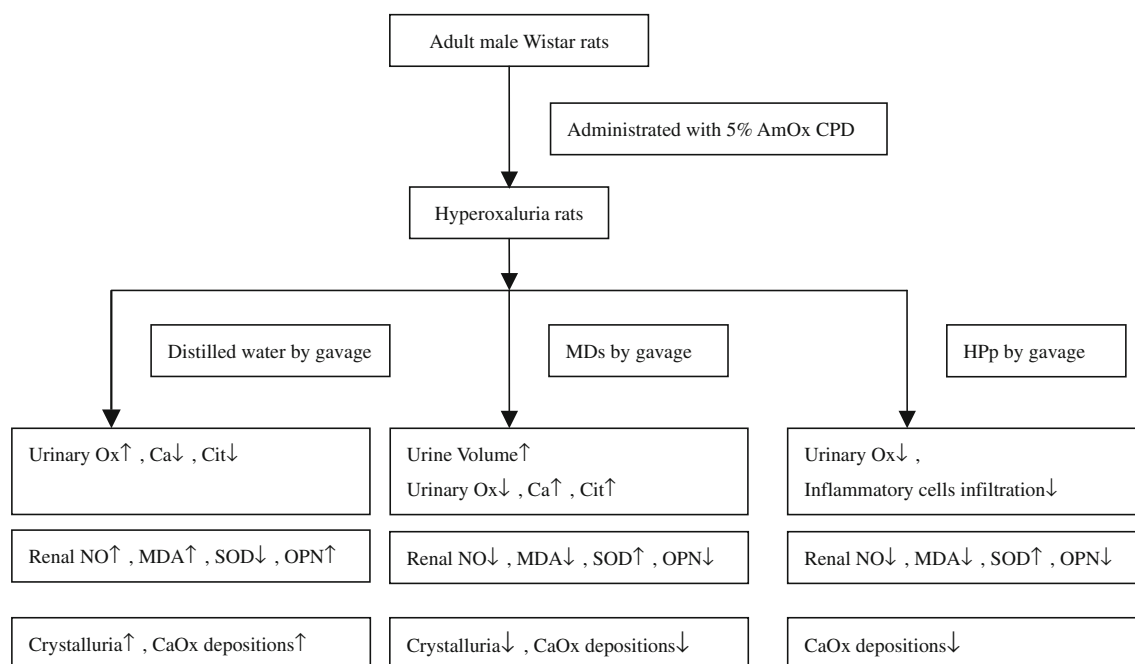 Adult male Wistar rats
Administrated with 5% AmOx CPD
Hyperoxaluria rats
Distilled water by gavage
MDs by gavage
HPp by gavage
Urinary Ox↑ , Ca↓ , Cit↓
Urine Volume↑
Urinary Ox↓ , Ca↑ , Cit↑
Urinary Ox↓ ,
Inflammatory cells infiltration↓
Renal NO↑ , MDA↑ , SOD↓ , OPN↑
Renal NO↓ , MDA↓ , SOD↑ , OPN↓
Renal NO↓ , MDA↓ , SOD↑ , OPN↓
Crystalluria↑ , CaOx depositions↑
Crystalluria↓ , CaOx depositions↓
CaOx depositions↓